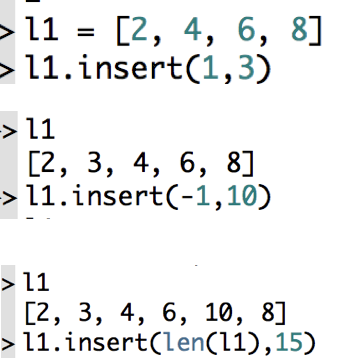 > l1 = [2, 4, 6, 8]
> l1.insert(1,3)
> l1
[2, 3, 4, 6, 8]
> l1.insert(-1,10)
> l1
[2, 3, 4, 6, 10, 8]
> l1.insert(len(l1),15)